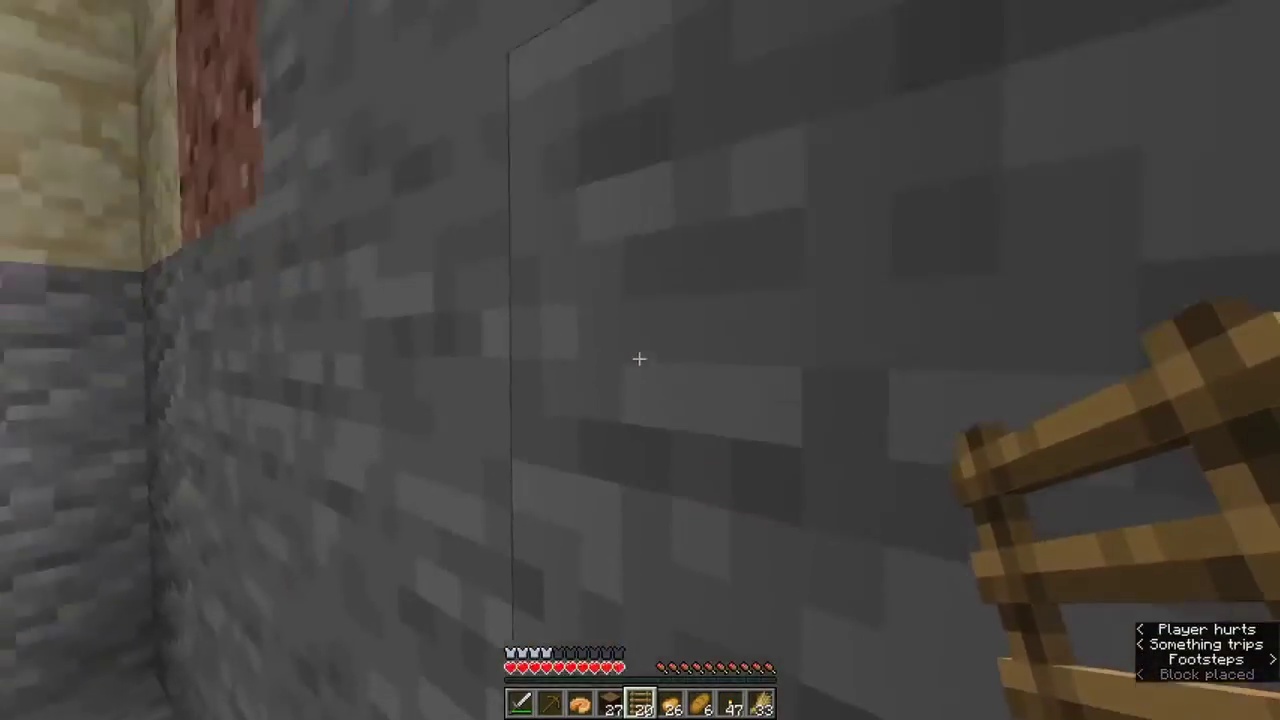 < Player hurts
< Something trips
Footsteps >
< Block placed
27 20 26 6 47 33